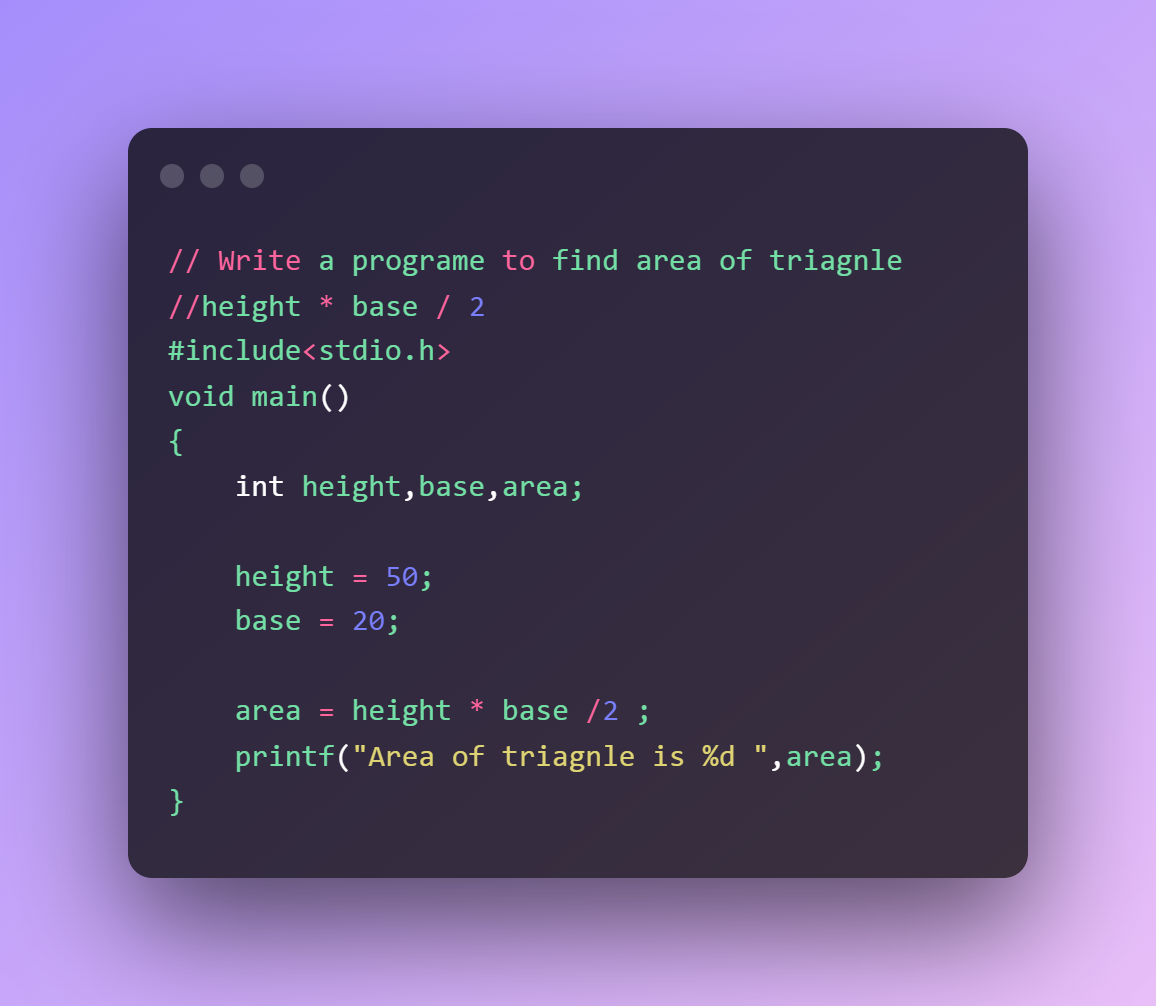 // Write a programe to find area of triagnle
//height * base / 2
#include<stdio.h>
void main()
{
    int height,base,area;

    height = 50;
    base = 20;

    area = height * base /2 ;
    printf("Area of triagnle is %d ",area);
}